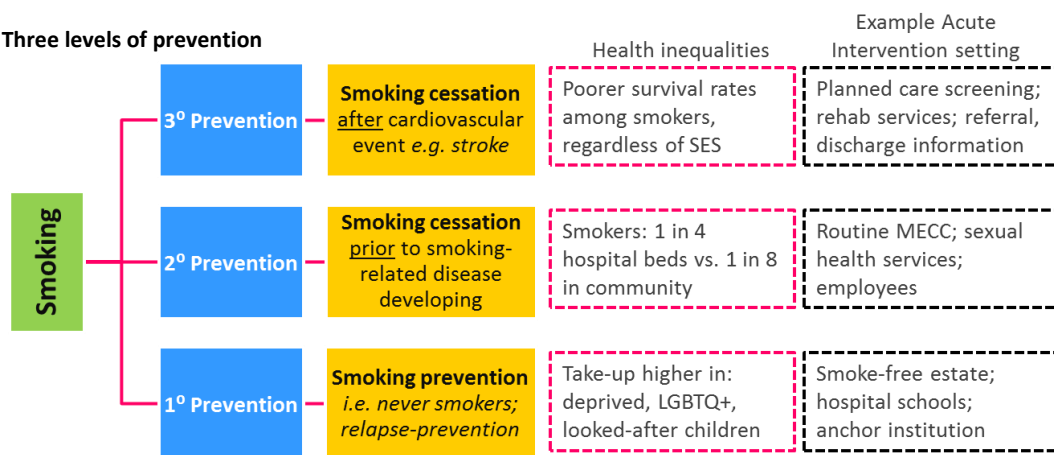 Three levels of prevention
Health inequalities
Example Acute
Intervention setting
Smoking
3⁰ Prevention
Smoking cessation
after cardiovascular
event e.g. stroke
Poorer survival rates
among smokers,
regardless of SES
Planned care screening;
rehab services; referral,
discharge information
2⁰ Prevention
Smoking cessation
prior to smoking-
related disease
developing
Smokers: 1 in 4
hospital beds vs. 1 in 8
in community
Routine MECC; sexual
health services;
employees
1⁰ Prevention
Smoking prevention
i.e. never smokers;
relapse-prevention
Take-up higher in:
deprived, LGBTQ+,
looked-after children
Smoke-free estate;
hospital schools;
anchor institution